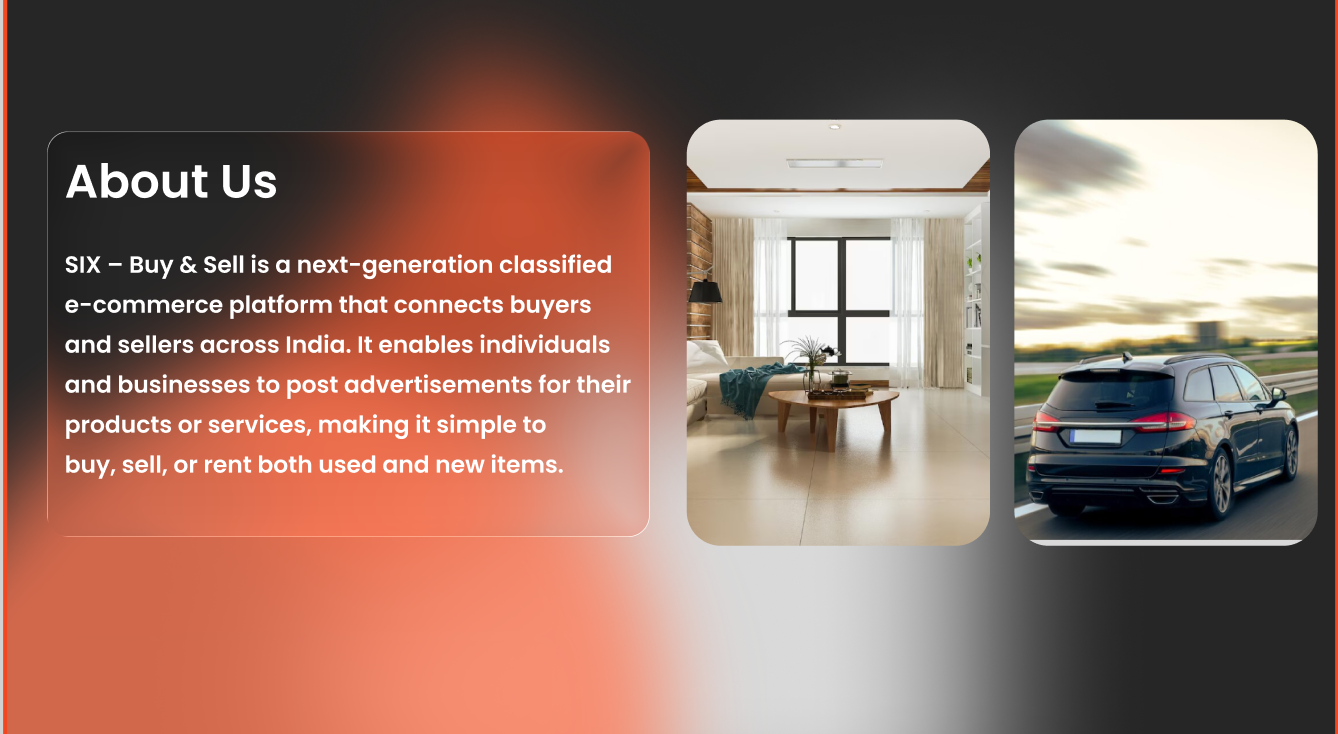 About Us
SIX – Buy & Sell is a next-generation classified
e-commerce platform that connects buyers
and sellers across India. It enables individuals
and businesses to post advertisements for their
products or services, making it simple to
buy, sell, or rent both used and new items.